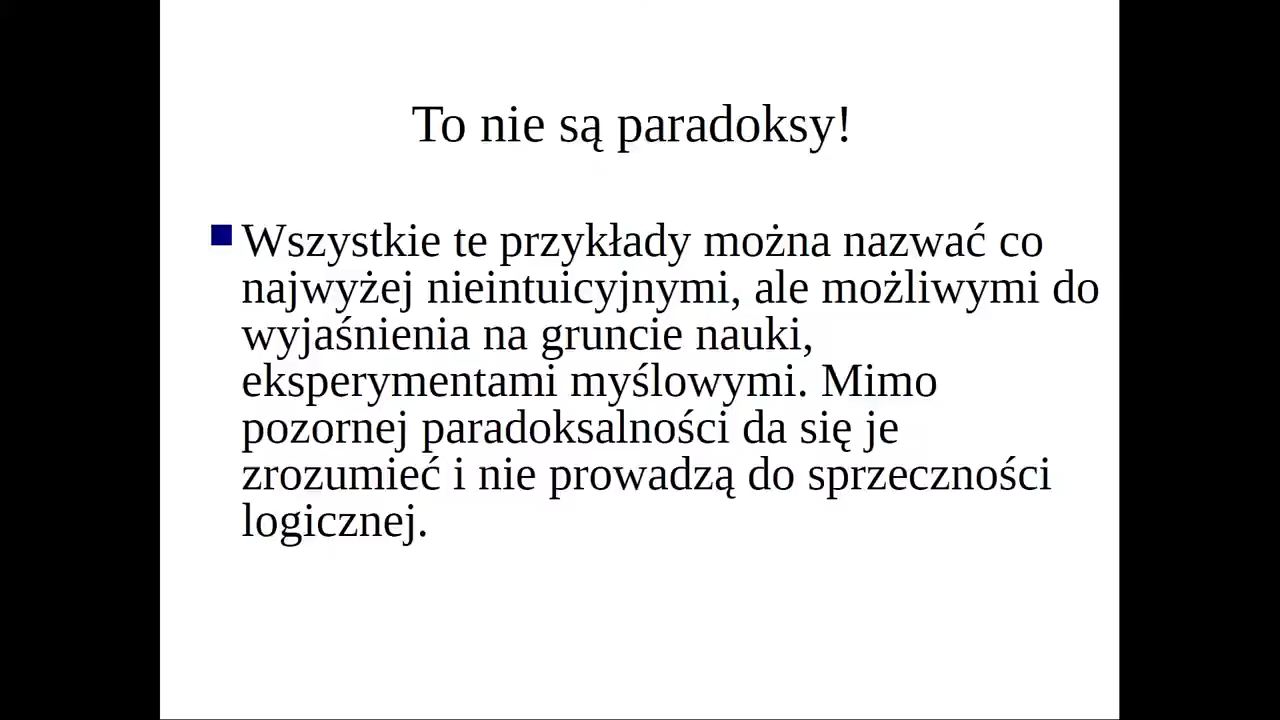 To nie są paradoksy!
Wszystkie te przykłady można nazwać co
najwyżej nieintuicyjnymi, ale możliwymi do
wyjaśnienia na gruncie nauki,
eksperymentami myślowymi. Mimo
pozornej paradoksalności da się je
zrozumieć i nie prowadzą do sprzeczności
logicznej.